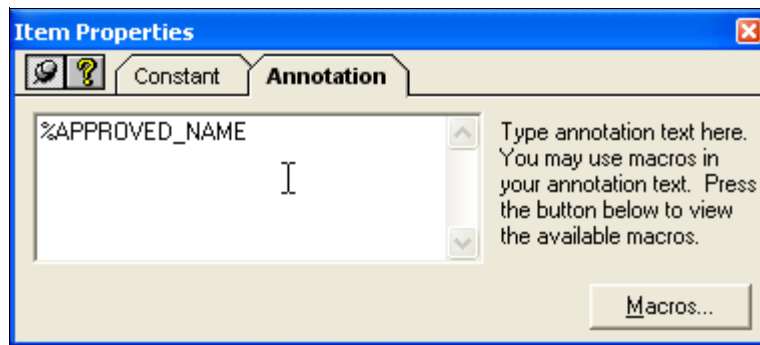 Item Properties
Constant
Annotation
%APPROVED_NAME
Type annotation text here.
You may use macros in
your annotation text. Press
the button below to view
the available macros.
Macros...